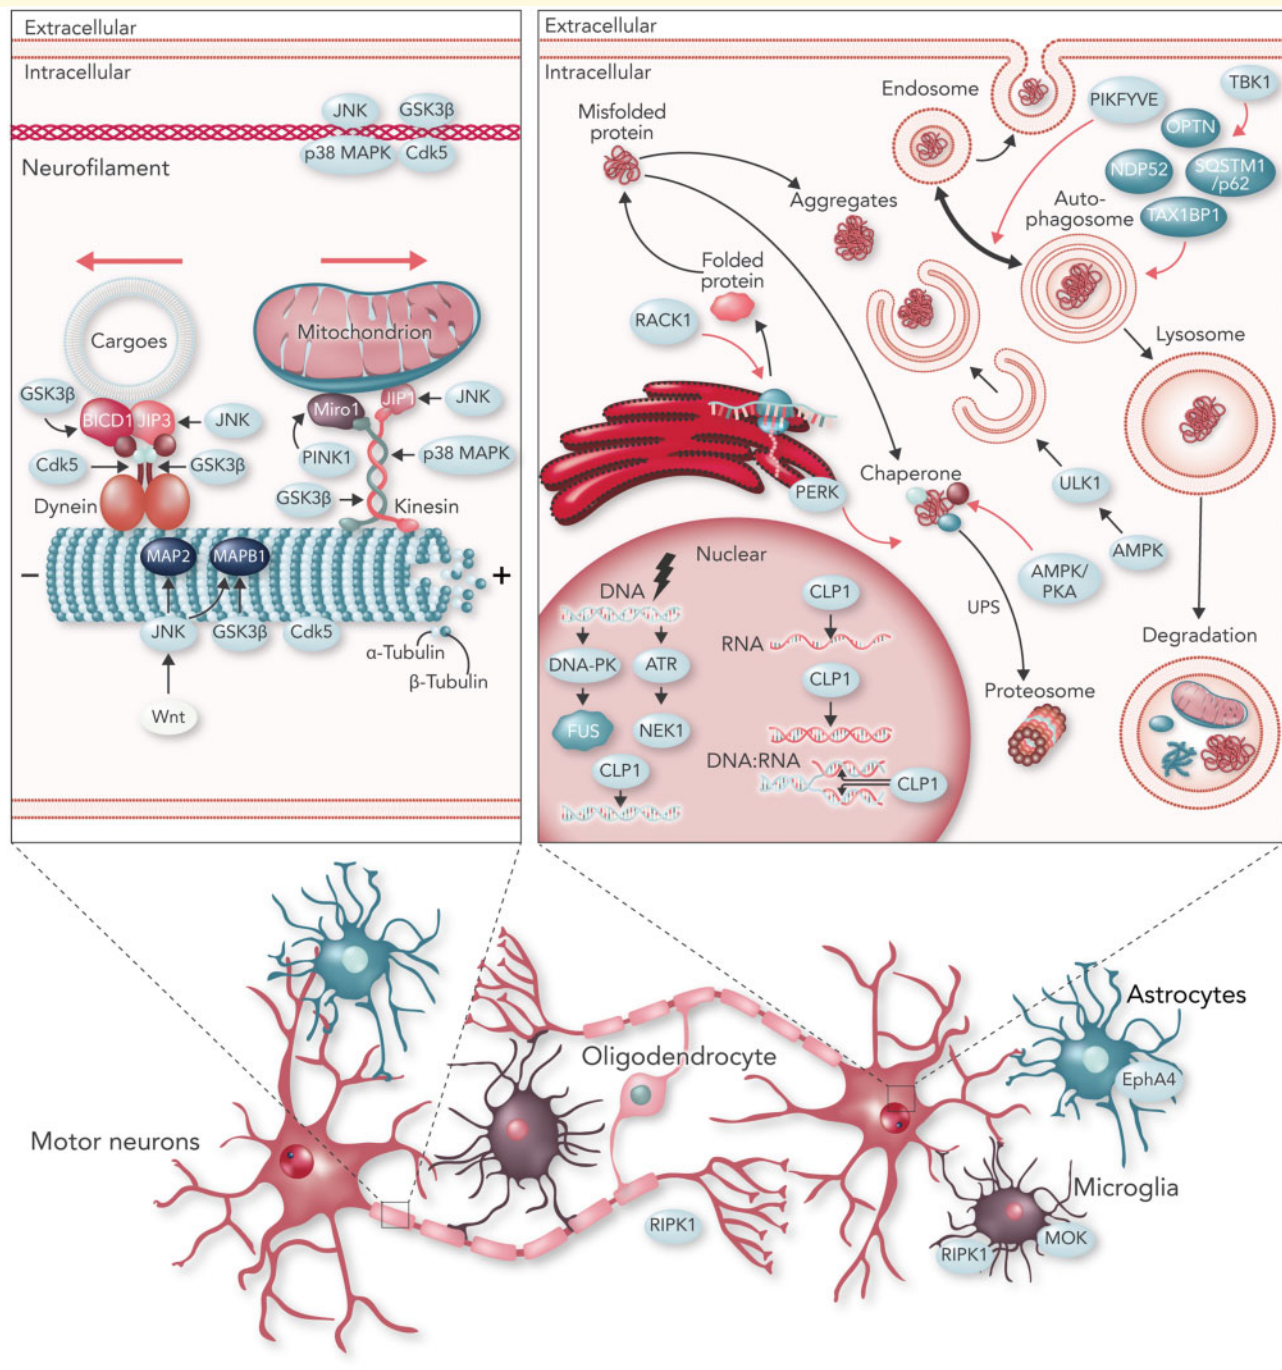 Extracellular
Intracellular
JNK
GSK3β
p38 MAPK
Cdk5
Neurofilament
Cargoes
Mitochondrion
GSK3β
BICD1
JIP3
JNK
Miro1
JIP1
JNK
Cdk5
GSK3β
PINK1
p38 MAPK
Dynein
GSK3β
Kinesin
MAP2
MAPB1
–
+
JNK
GSK3β
Cdk5
α-Tubulin
β-Tubulin
Wnt
Extracellular
Intracellular
Misfolded
protein
Endosome
PIKFYVE
TBK1
OPTN
NDP52
SQSTM1
/p62
Auto-
phagosome
TAX1BP1
Aggregates
Folded
protein
RACK1
Lysosome
PERK
Chaperone
ULK1
AMPK
AMPK/
PKA
UPS
Nuclear
DNA
CLP1
RNA
DNA-PK
ATR
CLP1
FUS
NEK1
CLP1
DNA:RNA
CLP1
Proteosome
Degradation
Astrocytes
EphA4
Oligodendrocyte
Motor neurons
Microglia
RIPK1
RIPK1
MOK